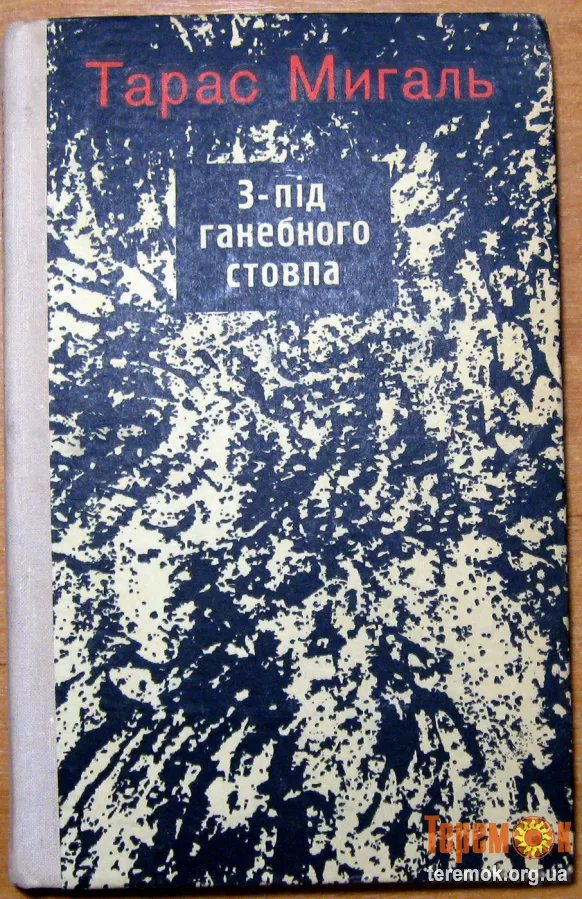 Тарас Мигаль
З-під
ганебного
стовпа
Теремок
teremok.org.ua